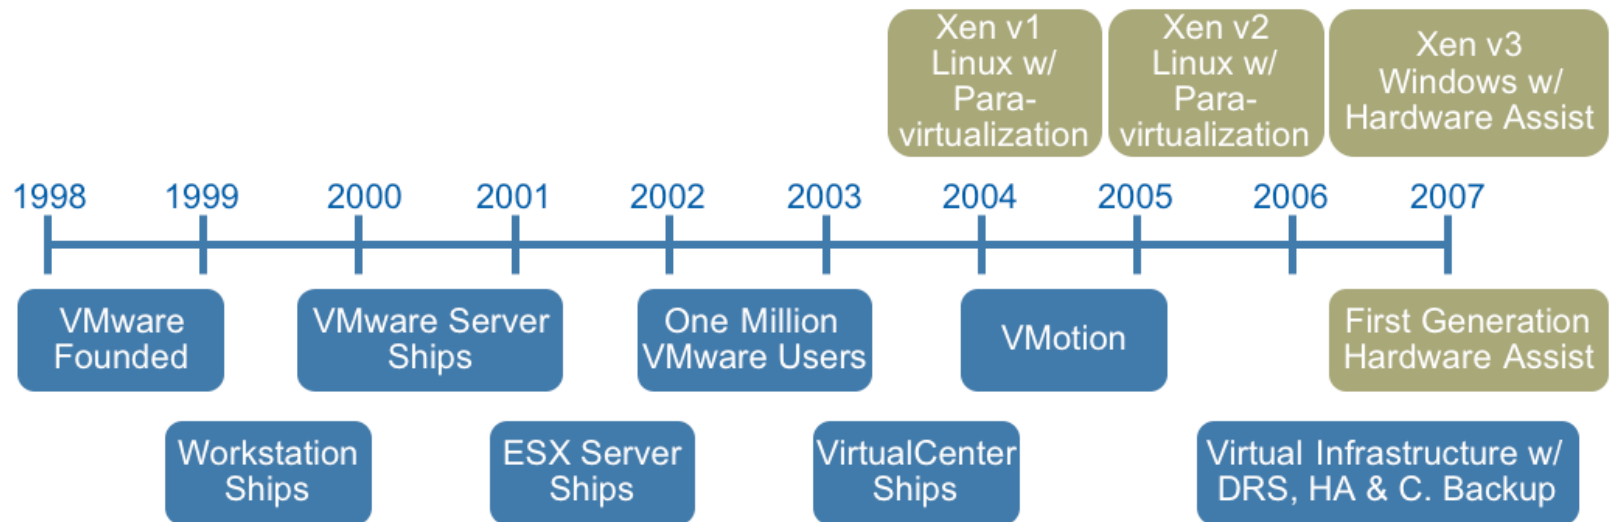 Xen v1
Linux w/
Para-
virtualization
Xen v2
Linux w/
Para-
virtualization
Xen v3
Windows w/
Hardware Assist
1998
1999
2000
2001
2002
2003
2004
2005
2006
2007
VMware
Founded
VMware Server
Ships
One Million
VMware Users
VMotion
First Generation
Hardware Assist
Workstation
Ships
ESX Server
Ships
VirtualCenter
Ships
Virtual Infrastructure w/
DRS, HA & C. Backup